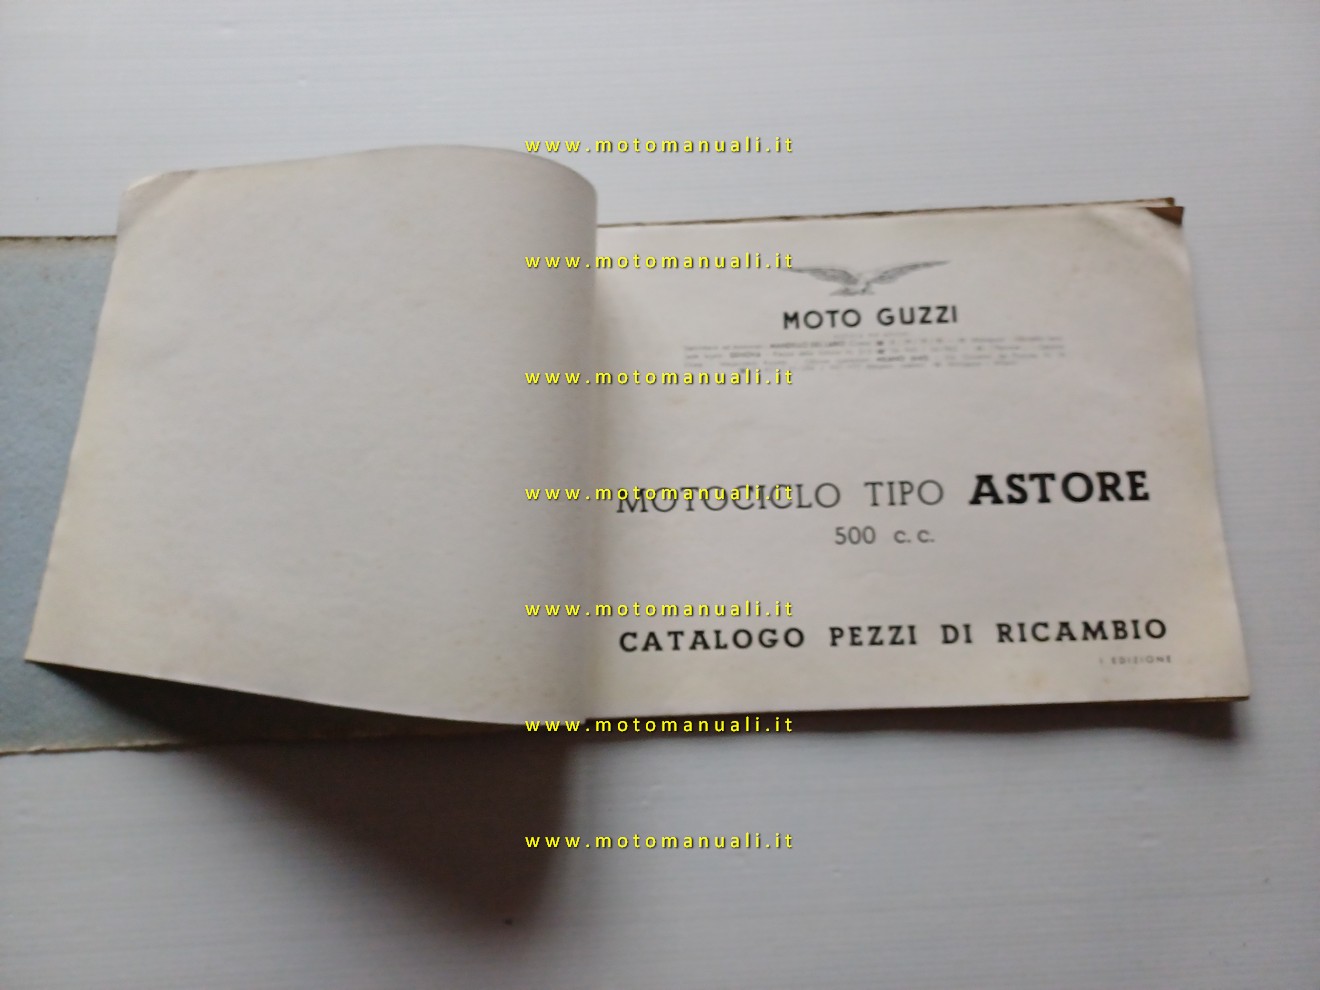 www.motomanuali.it
www.motomanuali.it
MOTO GUZZI
www.motomanuali.it
MOTOCICLO TIPO ASTORE
www.motomanuali.it
500 c.c.
www.motomanuali.it
CATALOGO PEZZI DI RICAMBIO
I EDIZIONE
www.motomanuali.it
www.motomanuali.it